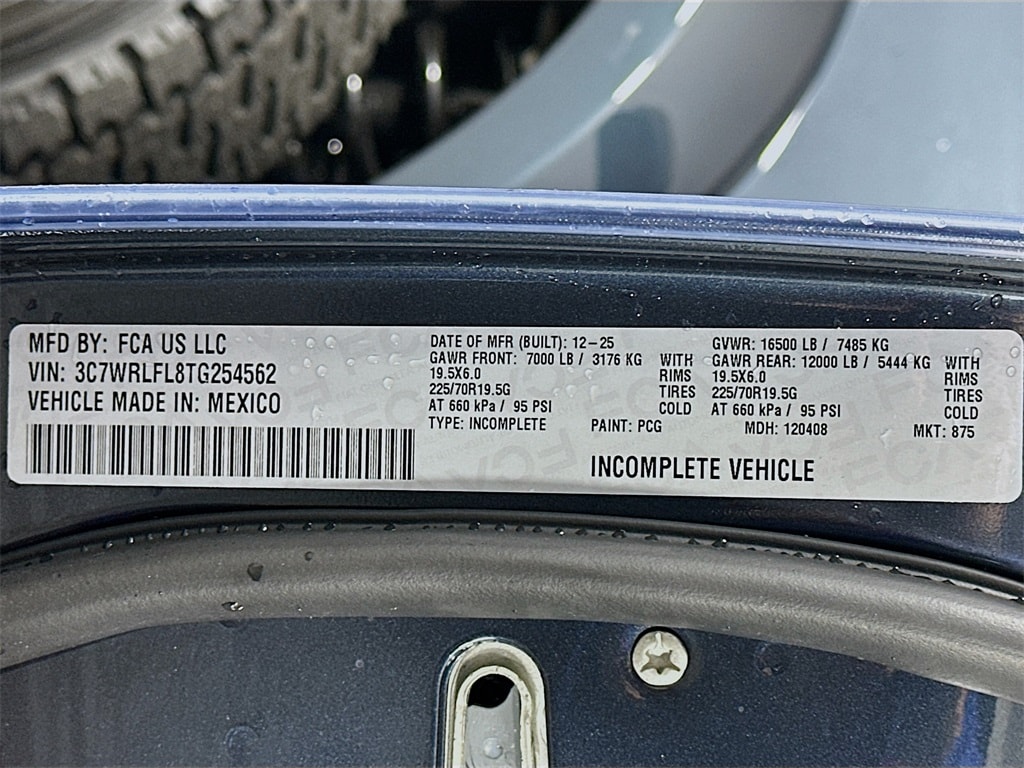 MFD BY: FCA US LLC
VIN: 3C7WRLFL8TG254562
VEHICLE MADE IN: MEXICO
DATE OF MFR (BUILT): 12-25
GAWR FRONT: 7000 LB / 3176 KG WITH
19.5X6.0 RIMS
225/70R19.5G TIRES
AT 660 kPa / 95 PSI COLD
TYPE: INCOMPLETE
GVWR: 16500 LB / 7485 KG
GAWR REAR: 12000 LB / 5444 KG WITH
19.5X6.0 RIMS
225/70R19.5G TIRES
AT 660 kPa / 95 PSI COLD
PAINT: PCG MDH: 120408 MKT: 875
INCOMPLETE VEHICLE